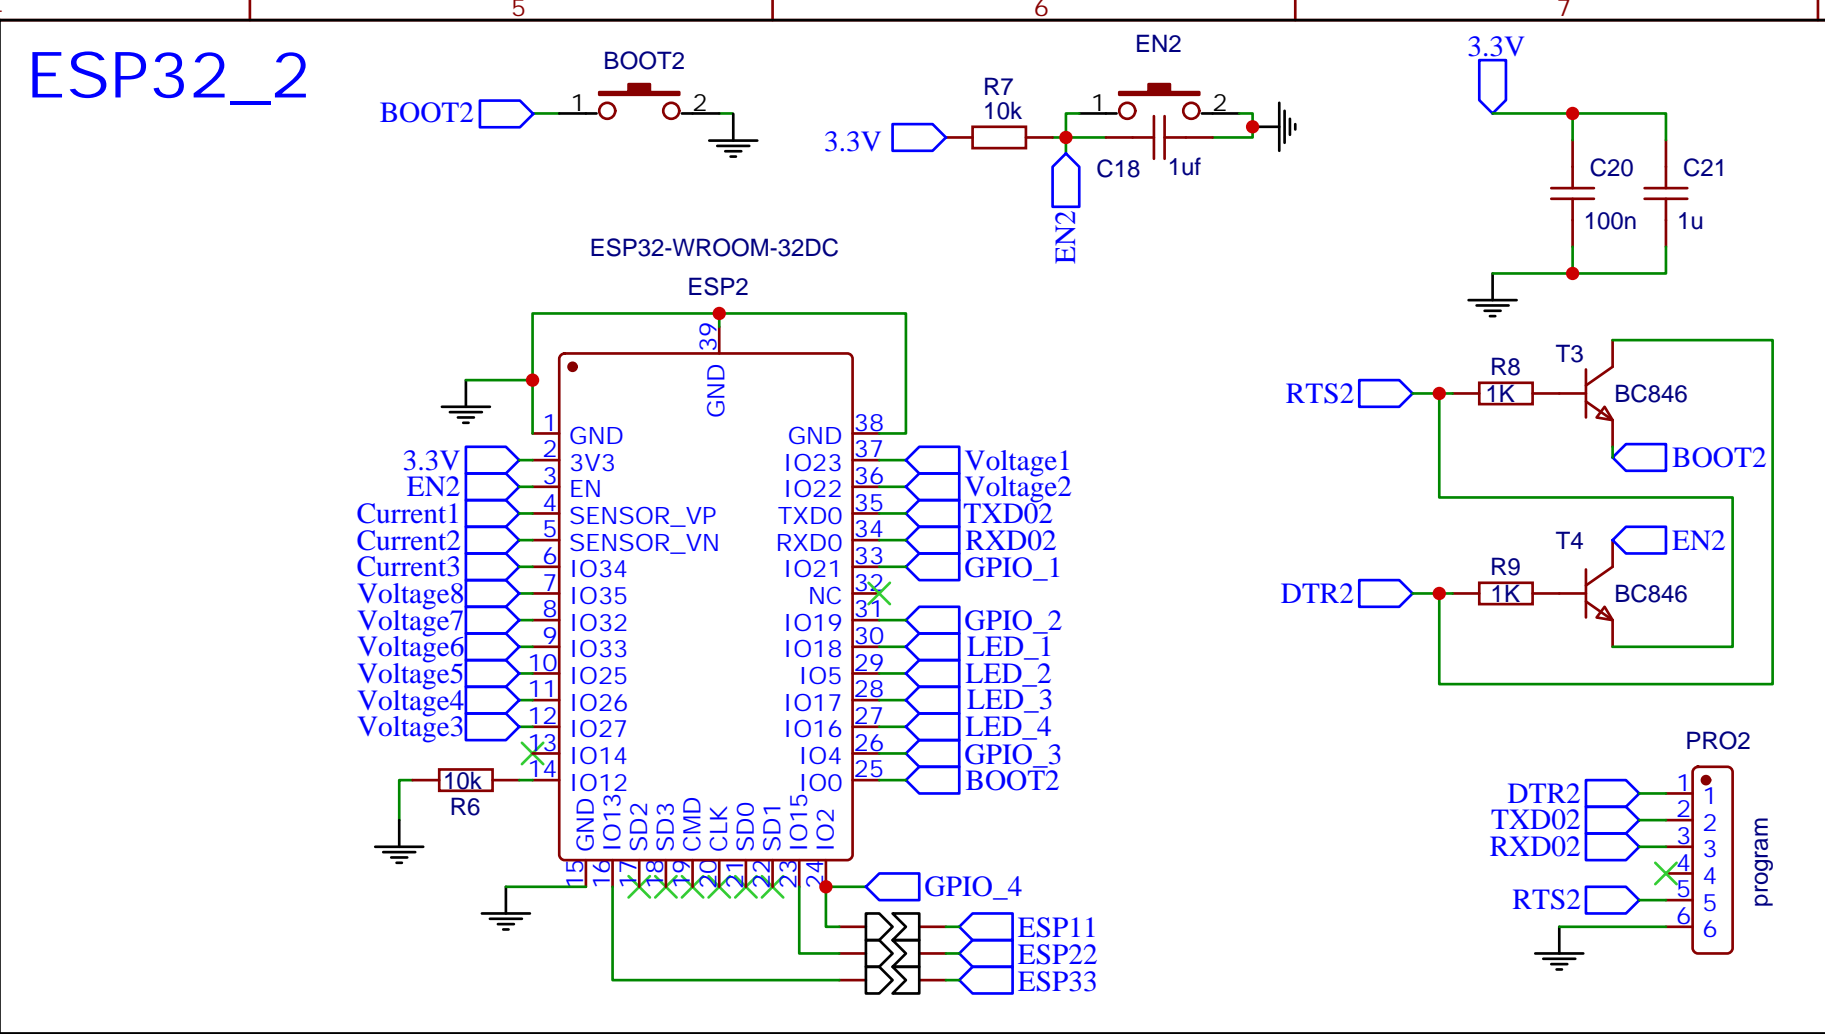 5
6
7
ESP32_2
BOOT2
BOOT2
1
2
EN2
R7
10k
1
2
3.3V
C18
1uf
EN2
3.3V
C20
100n
C21
1u
ESP32-WROOM-32DC
ESP2
39
GND
1 GND
2 3V3
3 EN
4 SENSOR_VP
5 SENSOR_VN
6 IO34
7 IO35
8 IO32
9 IO33
10 IO25
11 IO26
12 IO27
13 IO14
14 IO12
3.3V
EN2
Current1
Current2
Current3
Voltage8
Voltage7
Voltage6
Voltage5
Voltage4
Voltage3
10k
R6
GND 38
IO23 37
IO22 36
TXD0 35
RXD0 34
IO21 33
NC 32
IO19 31
IO18 30
IO5 29
IO17 28
IO16 27
IO4 26
IO0 25
Voltage1
Voltage2
TXD02
RXD02
GPIO_1
GPIO_2
LED_1
LED_2
LED_3
LED_4
GPIO_3
BOOT2
GND 15
IO13 16
SD2 17
SD3 18
CMD 19
CLK 20
SD0 21
SD1 22
IO15 23
IO2 24
GPIO_4
ESP11
ESP22
ESP33
RTS2
R8
1K
T3
BC846
BOOT2
DTR2
R9
1K
T4
BC846
EN2
PRO2
DTR2 1 1
TXD02 2 2
RXD02 3 3
4 4
RTS2 5 5
6 6
program